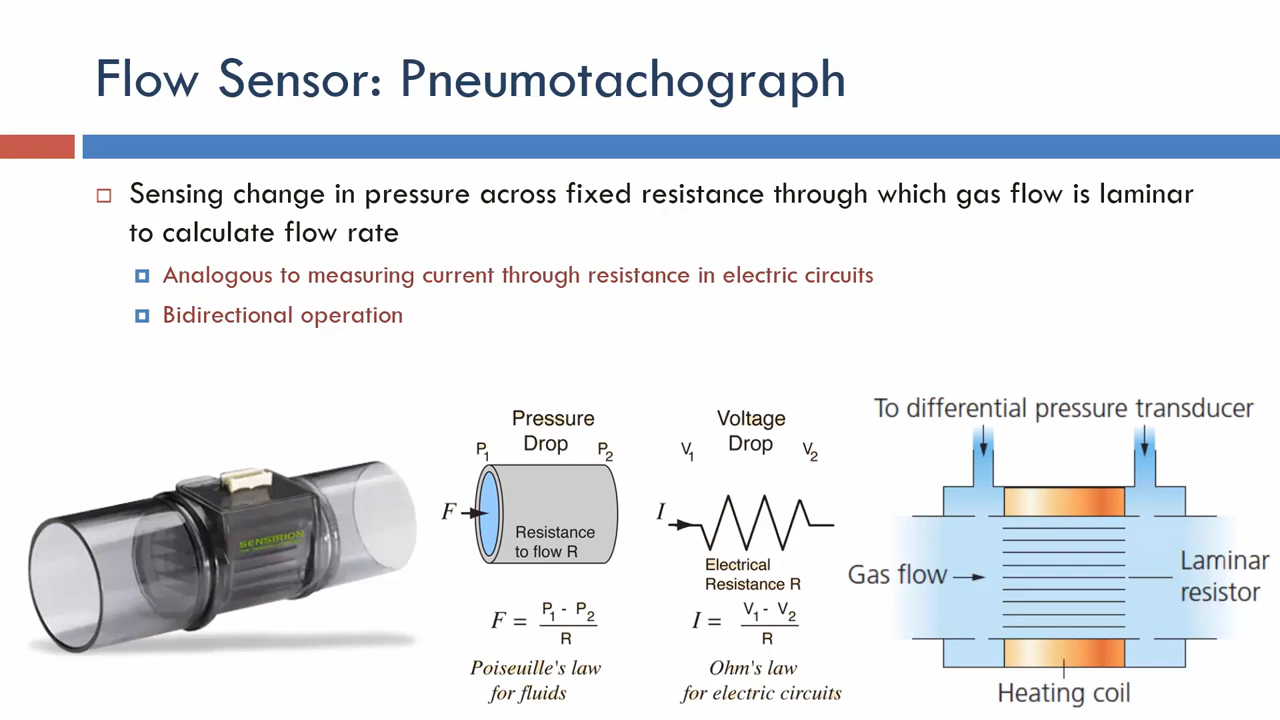 Flow Sensor: Pneumotachograph
Sensing change in pressure across fixed resistance through which gas flow is laminar
to calculate flow rate
Analogous to measuring current through resistance in electric circuits
Bidirectional operation
SENSIRION
Pressure
Drop
P1
P2
F
Resistance
to flow R
F = P1 - P2
R
Poiseuille's law
for fluids
Voltage
Drop
V1
V2
I
Electrical
Resistance R
I = V1 - V2
R
Ohm's law
for electric circuits
To differential pressure transducer
Gas flow
Laminar
resistor
Heating coil